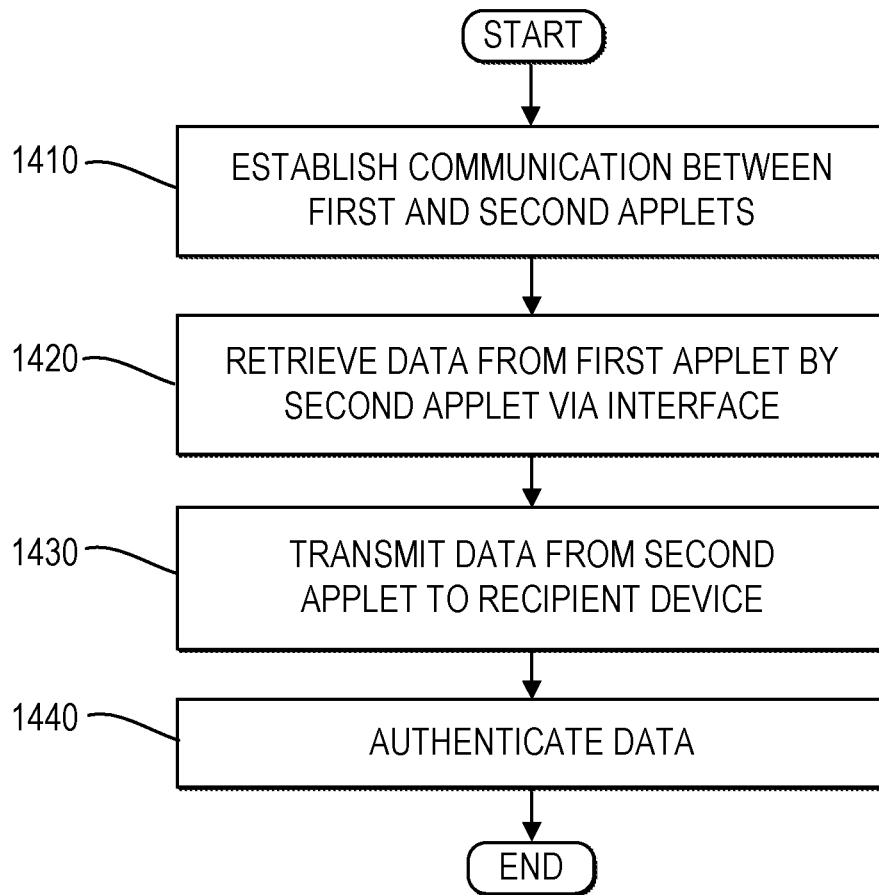 START
1410
ESTABLISH COMMUNICATION BETWEEN
FIRST AND SECOND APPLETS
1420
RETRIEVE DATA FROM FIRST APPLET BY
SECOND APPLET VIA INTERFACE
1430
TRANSMIT DATA FROM SECOND
APPLET TO RECIPIENT DEVICE
1440
AUTHENTICATE DATA
END